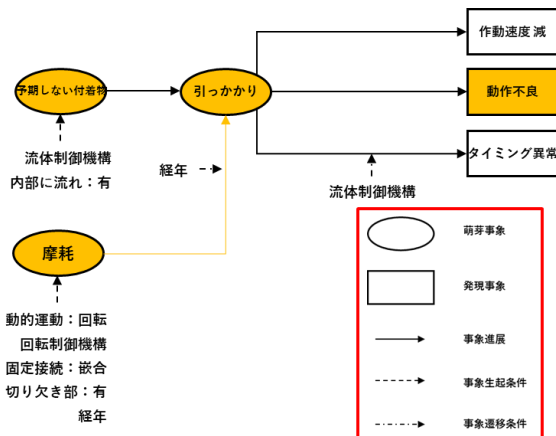 作動速度 減
予期しない付着物
引っかかり
動作不良
流体制御機構
内部に流れ：有
経年
タイミング異常
流体制御機構
摩耗
動的運動：回転
回転制御機構
固定接続：嵌合
切り欠き部：有
経年
萌芽事象
発現事象
事象進展
事象生起条件
事象遷移条件